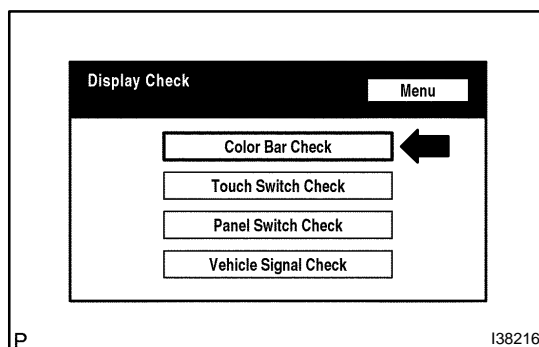 Display Check
Menu
Color Bar Check
Touch Switch Check
Panel Switch Check
Vehicle Signal Check
P
I38216